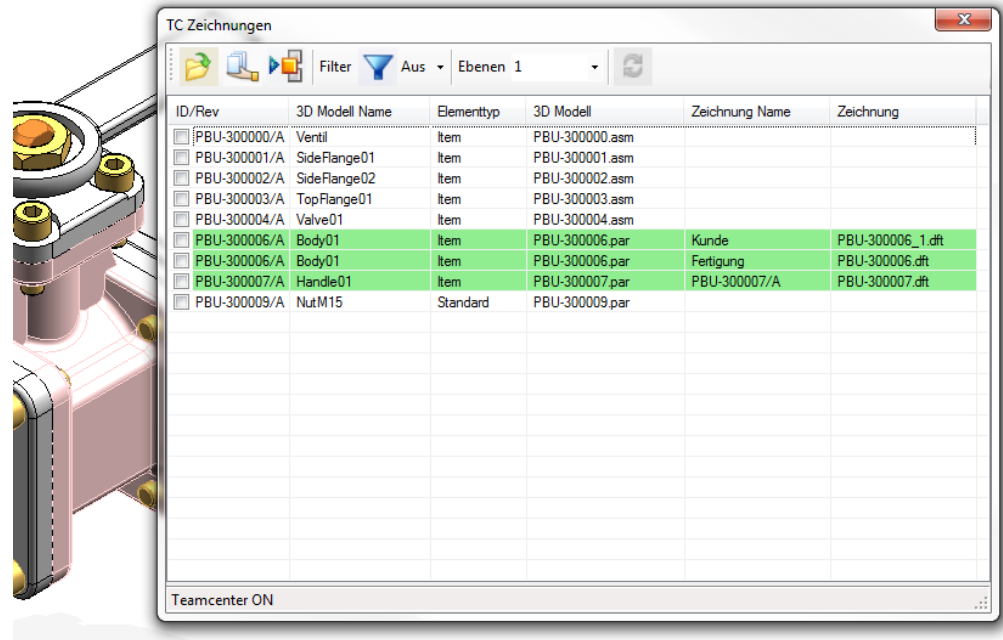 TC Zeichnungen
Filter Aus Ebenen 1
ID/Rev 3D Modell Name Elementtyp 3D Modell Zeichnung Name Zeichnung
PBU-300000/A Ventil Item PBU-300000.asm
PBU-300001/A SideFlange01 Item PBU-300001.asm
PBU-300002/A SideFlange02 Item PBU-300002.asm
PBU-300003/A TopFlange01 Item PBU-300003.asm
PBU-300004/A Valve01 Item PBU-300004.asm
PBU-300006/A Body01 Item PBU-300006.par Kunde PBU-300006_1.dft
PBU-300006/A Body01 Item PBU-300006.par Fertigung PBU-300006.dft
PBU-300007/A Handle01 Item PBU-300007.par PBU-300007/A PBU-300007.dft
PBU-300009/A NutM15 Standard PBU-300009.par
Teamcenter ON